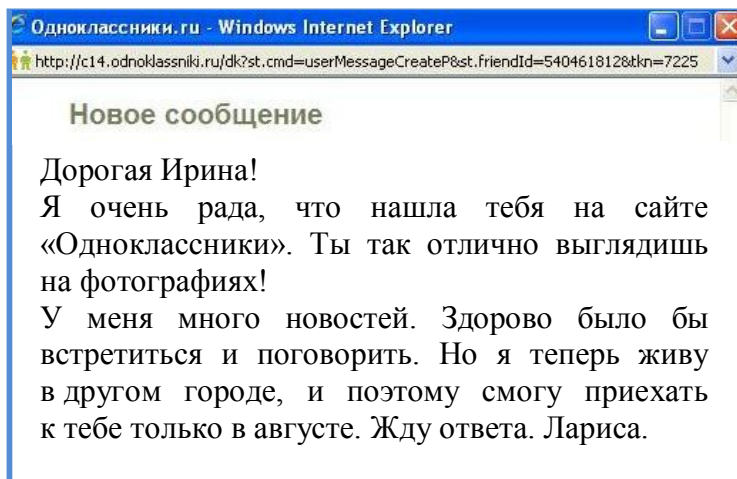 Одноклассники.ru - Windows Internet Explorer
http://c14.odnoklassniki.ru/dk?st.cmd=userMessageCreateP&st.friendId=540461812&tkn=7225
Новое сообщение
Дорогая Ирина!
Я очень рада, что нашла тебя на сайте
«Одноклассники». Ты так отлично выглядишь
на фотографиях!
У меня много новостей. Здорово было бы
встретиться и поговорить. Но я теперь живу
в другом городе, и поэтому смогу приехать
к тебе только в августе. Жду ответа. Лариса.